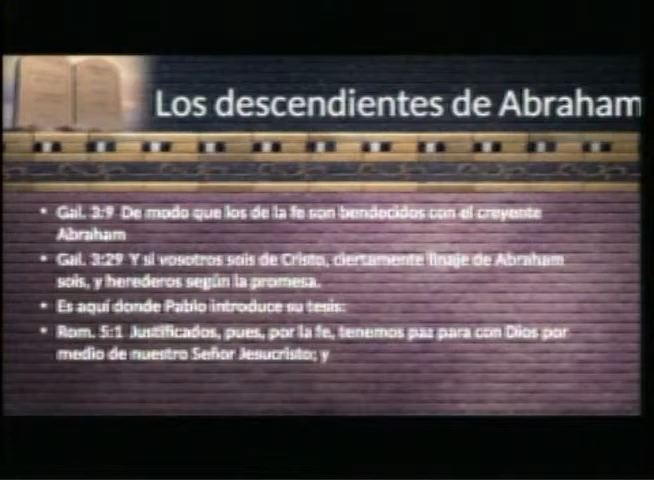 Los descendientes de Abraham
• Gal. 3:9 De modo que los de la fe son bendecidos con el creyente
Abraham
• Gal. 3:29 Y si vosotros sois de Cristo, ciertamente linaje de Abraham
sois, y herederos según la promesa.
• Es aquí donde Pablo introduce su tesis:
• Rom. 5:1 Justificados, pues, por la fe, tenemos paz para con Dios por
medio de nuestro Señor Jesucristo; y